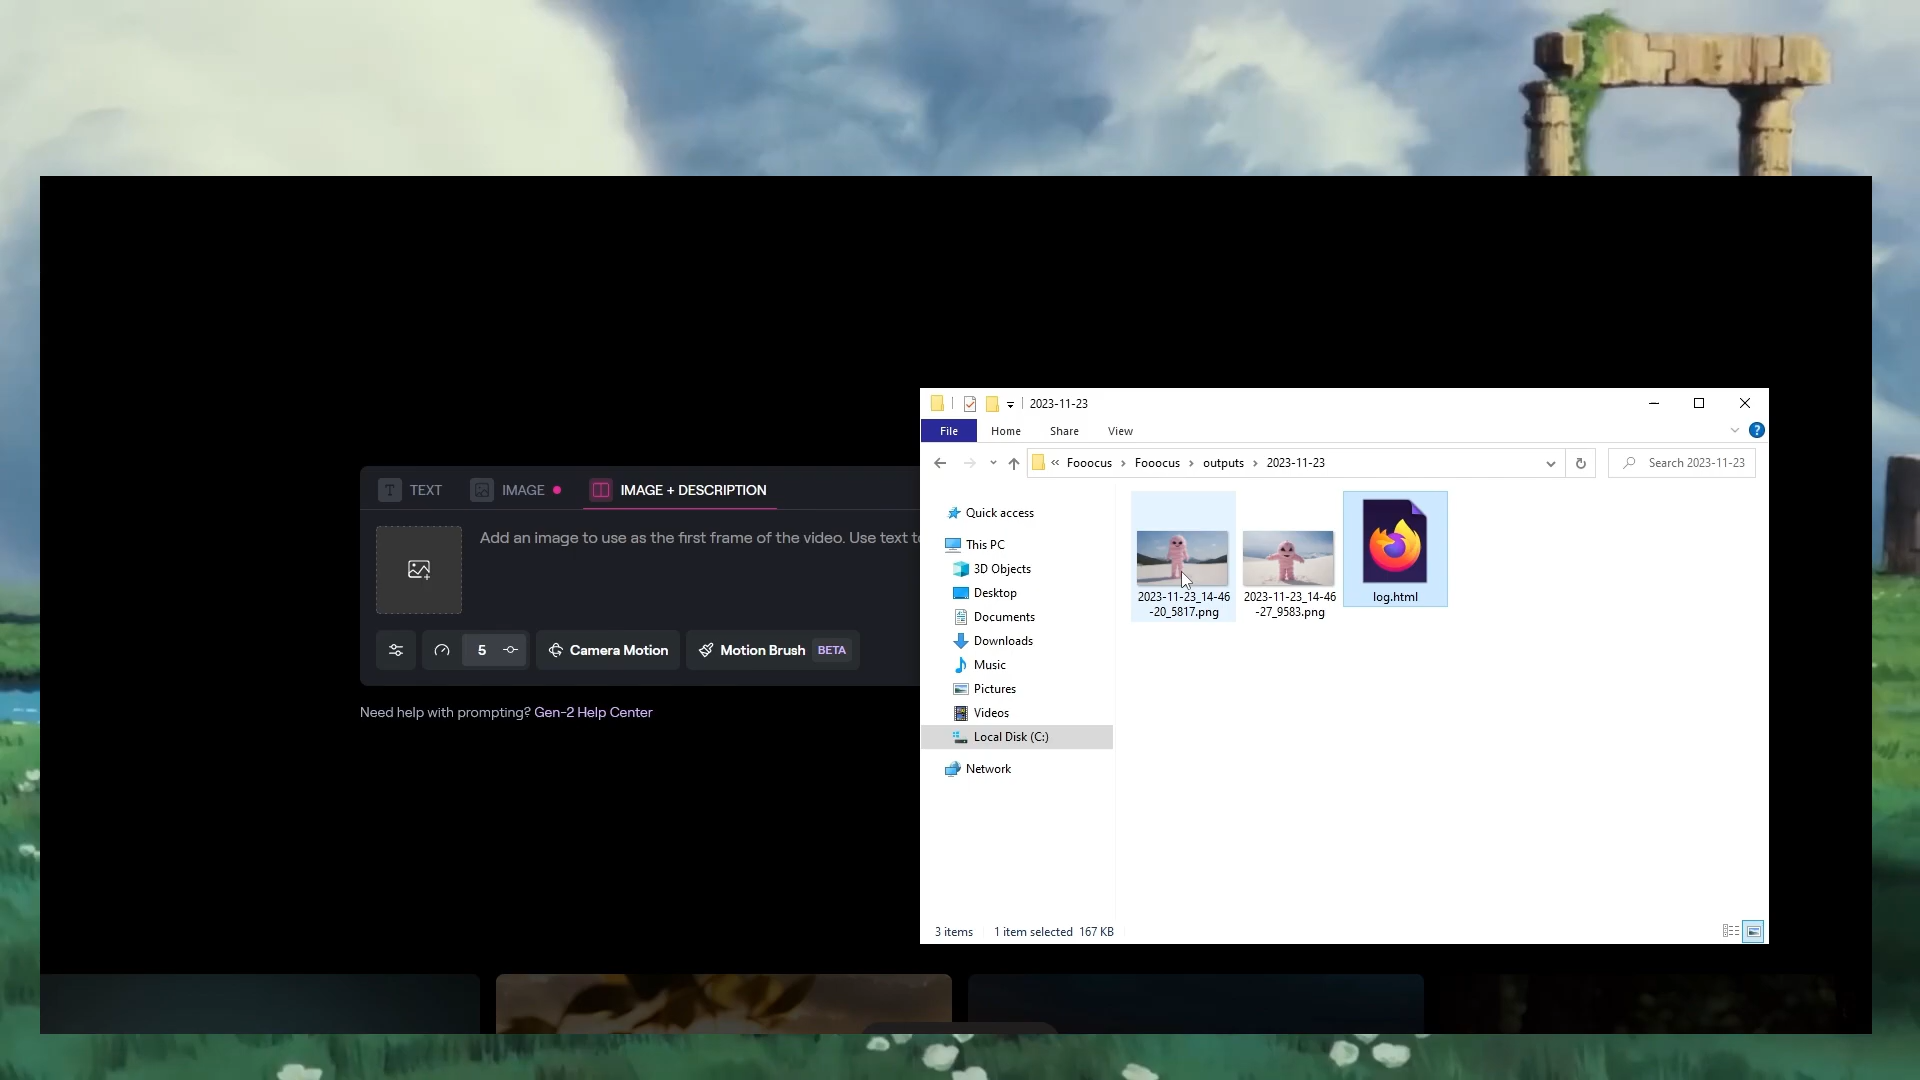 2023-11-23
File Home Share View
Fooocus › Fooocus › outputs › 2023-11-23
Search 2023-11-23
TEXT IMAGE IMAGE + DESCRIPTION
Add an image to use as the first frame of the video. Use text t
5 Camera Motion Motion Brush BETA
Need help with prompting? Gen-2 Help Center
Quick access
This PC
3D Objects
Desktop
Documents
Downloads
Music
Pictures
Videos
Local Disk (C:)
Network
2023-11-23_14-46
-20_5817.png
2023-11-23_14-46
-27_9583.png
log.html
3 items 1 item selected 167 KB